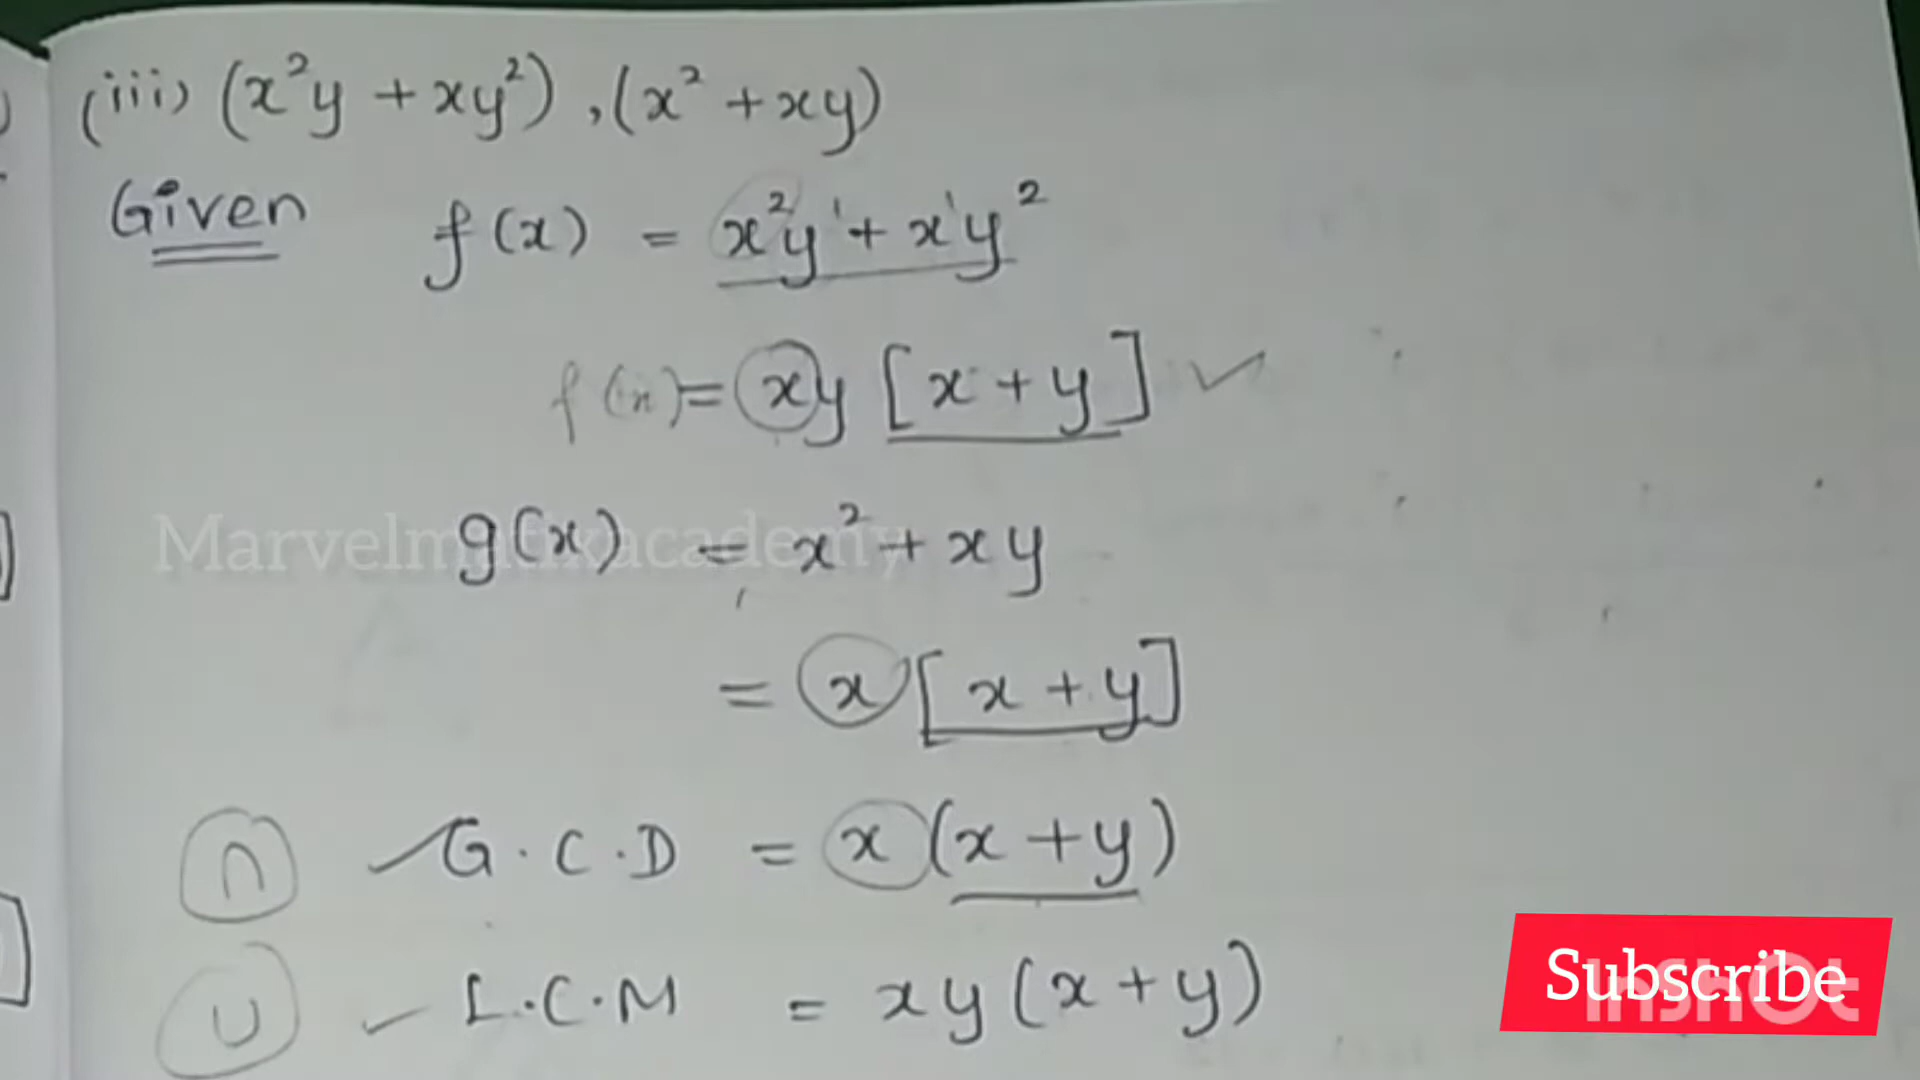 (iii) (x²y + xy²), (x² + xy)
Given f(x) = x²y¹ + x¹y²
f(x) = xy [x + y] ✓
Marvelmathacademy
g(x) = x² + xy
= x [x + y]
∩ ✓ G.C.D = x (x + y)
∪ ✓ L.C.M = xy (x + y)
Subscribe
InShOt